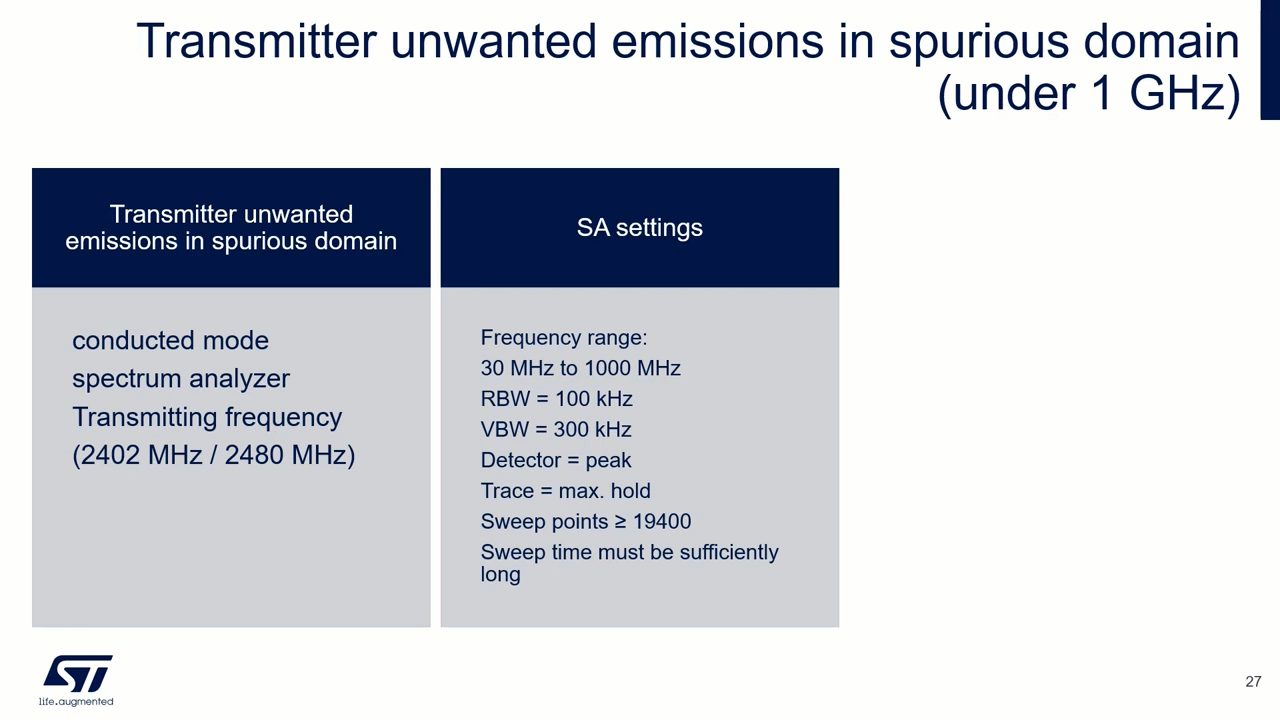 Transmitter unwanted emissions in spurious domain
(under 1 GHz)
Transmitter unwanted
emissions in spurious domain
conducted mode
spectrum analyzer
Transmitting frequency
(2402 MHz / 2480 MHz)
SA settings
Frequency range:
30 MHz to 1000 MHz
RBW = 100 kHz
VBW = 300 kHz
Detector = peak
Trace = max. hold
Sweep points ≥ 19400
Sweep time must be sufficiently
long
ST
life.augmented
27